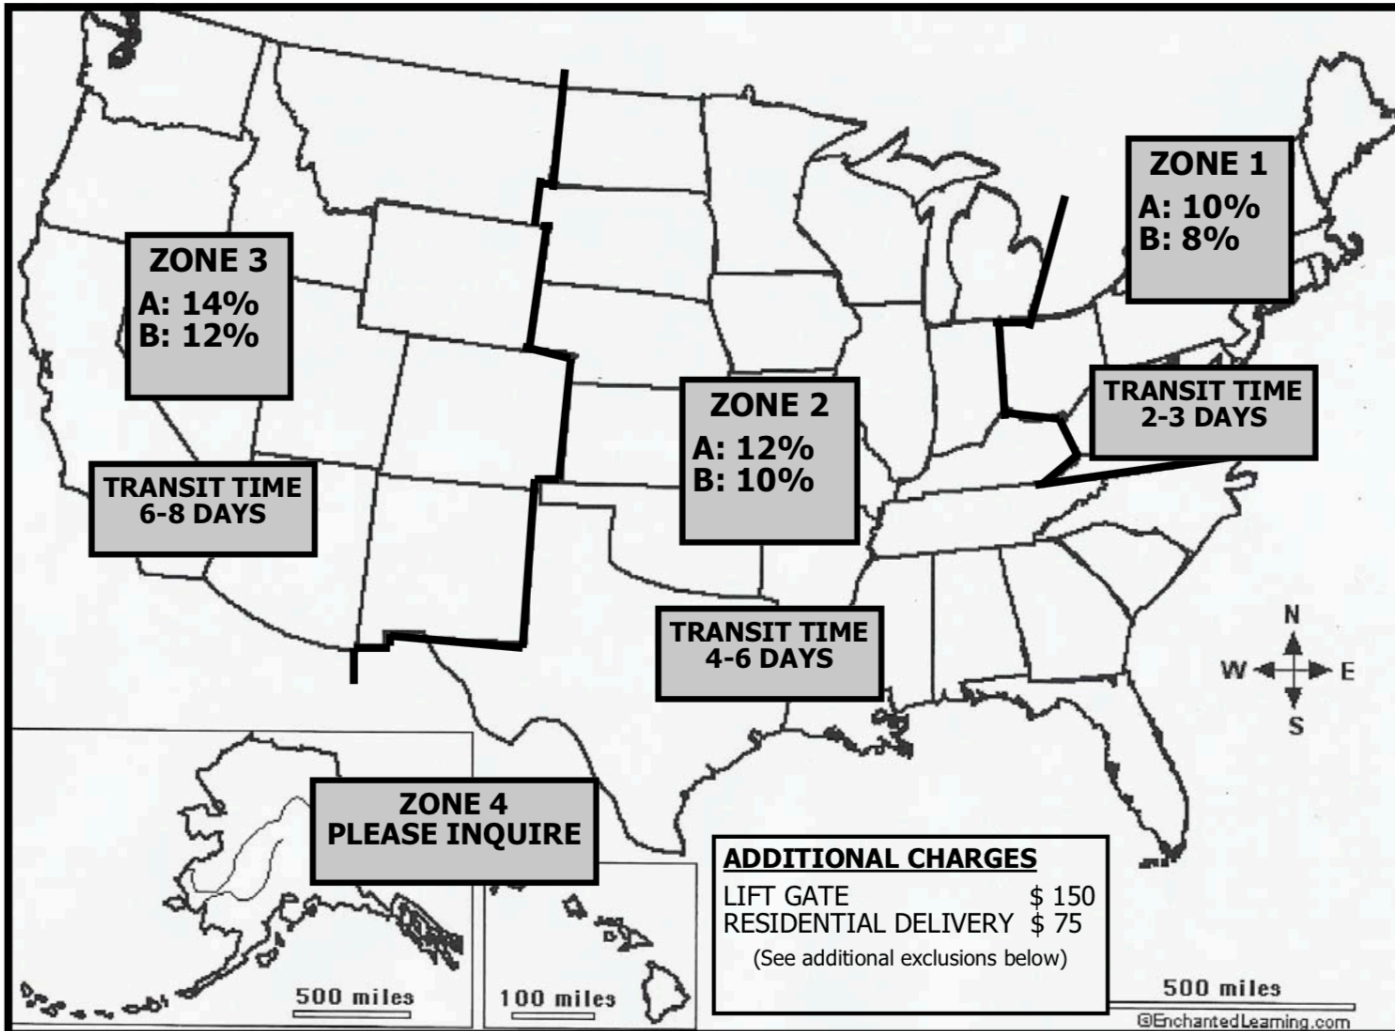 ZONE 1
A: 10%
B: 8%
ZONE 3
A: 14%
B: 12%
TRANSIT TIME
2-3 DAYS
ZONE 2
A: 12%
B: 10%
TRANSIT TIME
6-8 DAYS
TRANSIT TIME
4-6 DAYS
N
W E
S
ZONE 4
PLEASE INQUIRE
ADDITIONAL CHARGES
LIFT GATE $ 150
RESIDENTIAL DELIVERY $ 75
(See additional exclusions below)
500 miles
100 miles
500 miles
©EnchantedLearning.com